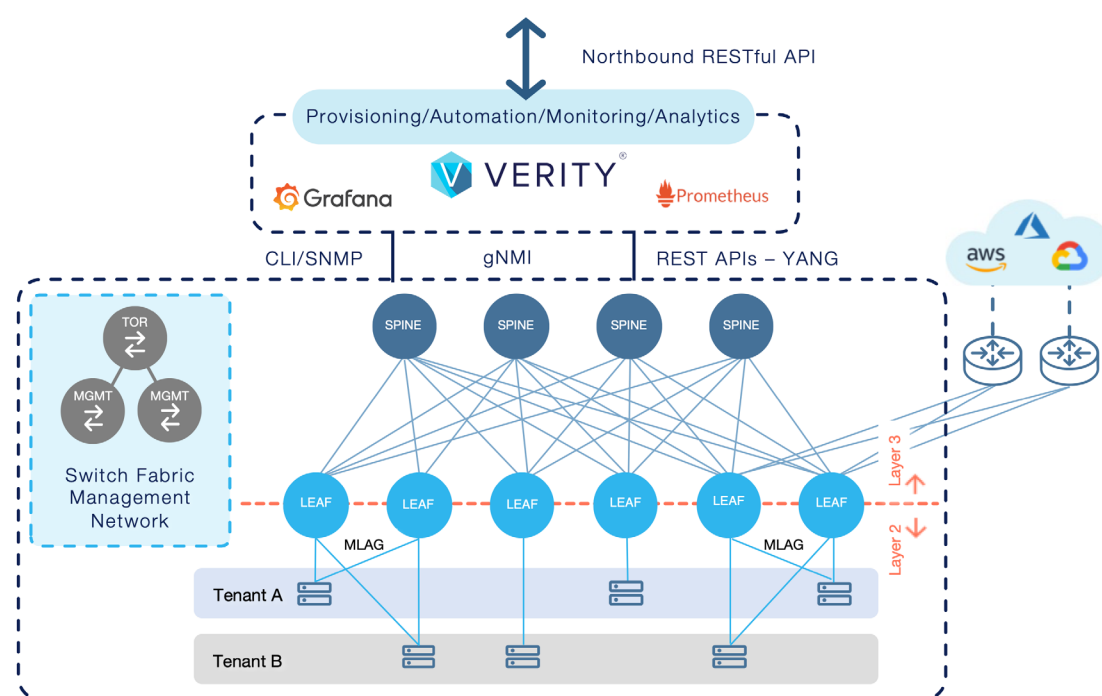 Northbound RESTful API
Provisioning/Automation/Monitoring/Analytics
VERITY®
Grafana
Prometheus
CLI/SNMP
gNMI
REST APIs – YANG
aws
TOR
MGMT
MGMT
Switch Fabric
Management
Network
SPINE
SPINE
SPINE
SPINE
Layer 3
LEAF
LEAF
LEAF
LEAF
LEAF
LEAF
Layer 2
MLAG
MLAG
Tenant A
Tenant B